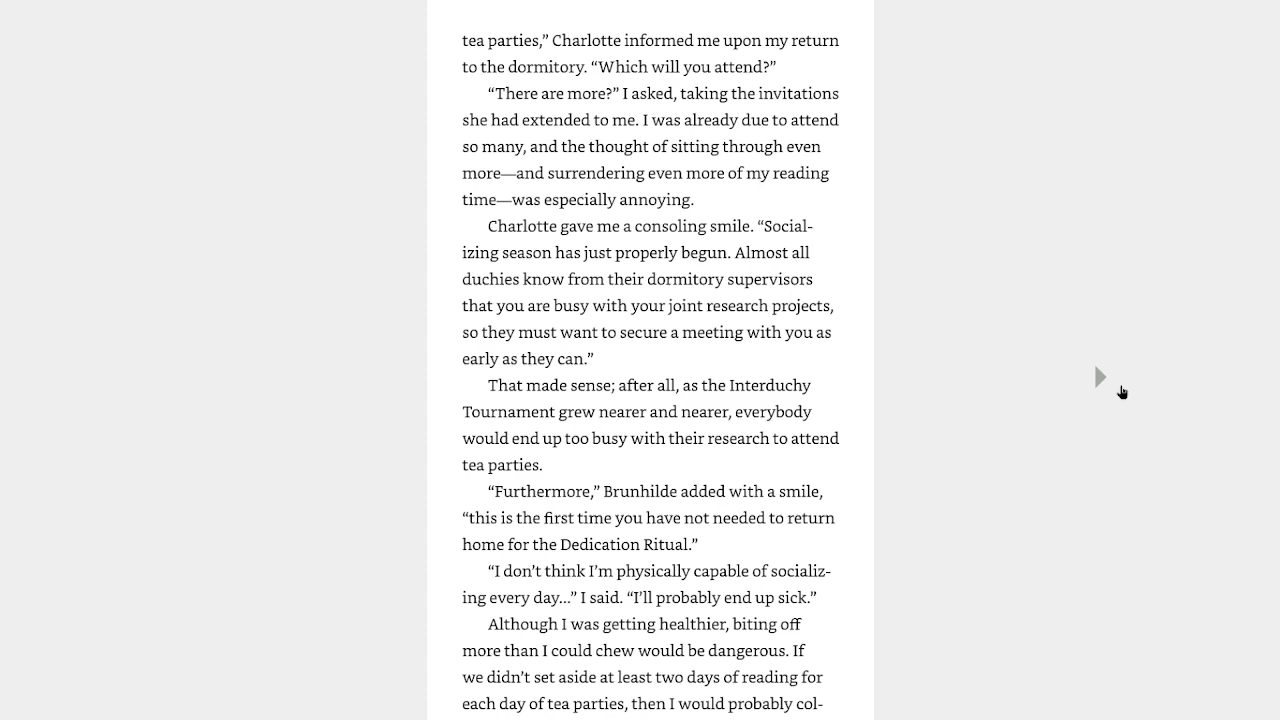 tea parties,” Charlotte informed me upon my return
to the dormitory. “Which will you attend?”
“There are more?” I asked, taking the invitations
she had extended to me. I was already due to attend
so many, and the thought of sitting through even
more—and surrendering even more of my reading
time—was especially annoying.
Charlotte gave me a consoling smile. “Social-
izing season has just properly begun. Almost all
duchies know from their dormitory supervisors
that you are busy with your joint research projects,
so they must want to secure a meeting with you as
early as they can.”
That made sense; after all, as the Interduchy
Tournament grew nearer and nearer, everybody
would end up too busy with their research to attend
tea parties.
“Furthermore,” Brunhilde added with a smile,
“this is the first time you have not needed to return
home for the Dedication Ritual.”
“I don’t think I’m physically capable of socializ-
ing every day...” I said. “I’ll probably end up sick.”
Although I was getting healthier, biting off
more than I could chew would be dangerous. If
we didn’t set aside at least two days of reading for
each day of tea parties, then I would probably col-